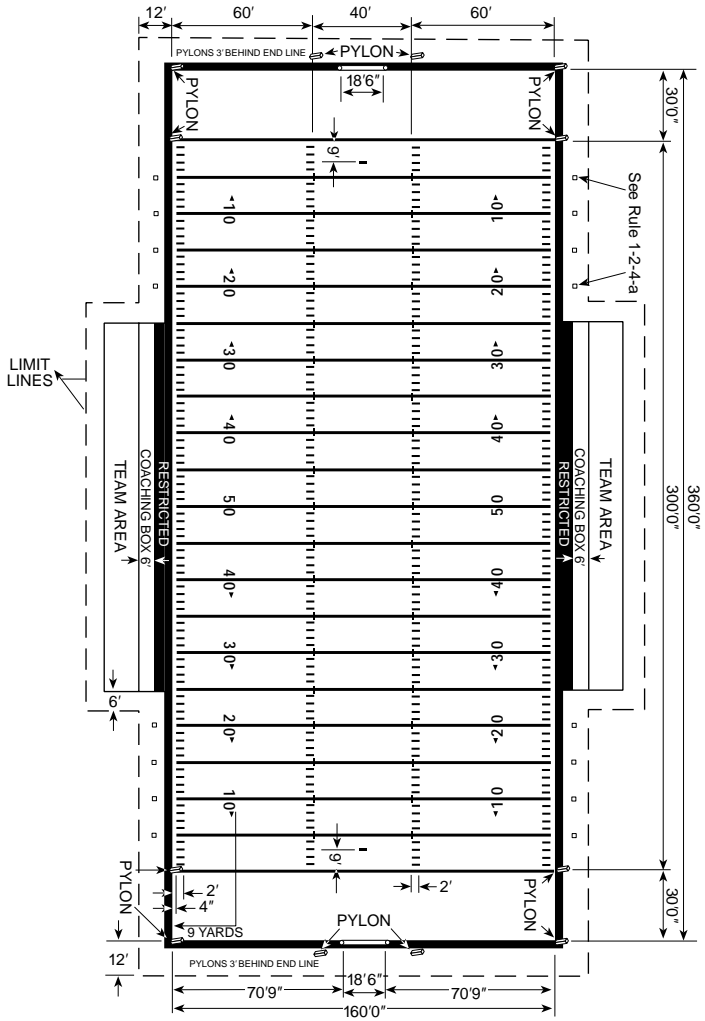 12' 60' 40' 60'
PYLONS 3' BEHIND END LINE
PYLON
18'6"
PYLON
PYLON
30'0"
9'
See Rule 1-2-4-a
10
10
20
20
LIMIT
LINES
30
30
40
40
TEAM AREA
COACHING BOX 6'
RESTRICTED
50
50
RESTRICTED
COACHING BOX 6'
TEAM AREA
300'0"
360'0"
40
40
30
30
6'
20
20
10
10
9'
PYLON
2'
2'
4"
9 YARDS
PYLON
PYLON
30'0"
12'
PYLONS 3' BEHIND END LINE
18'6"
70'9"
70'9"
160'0"